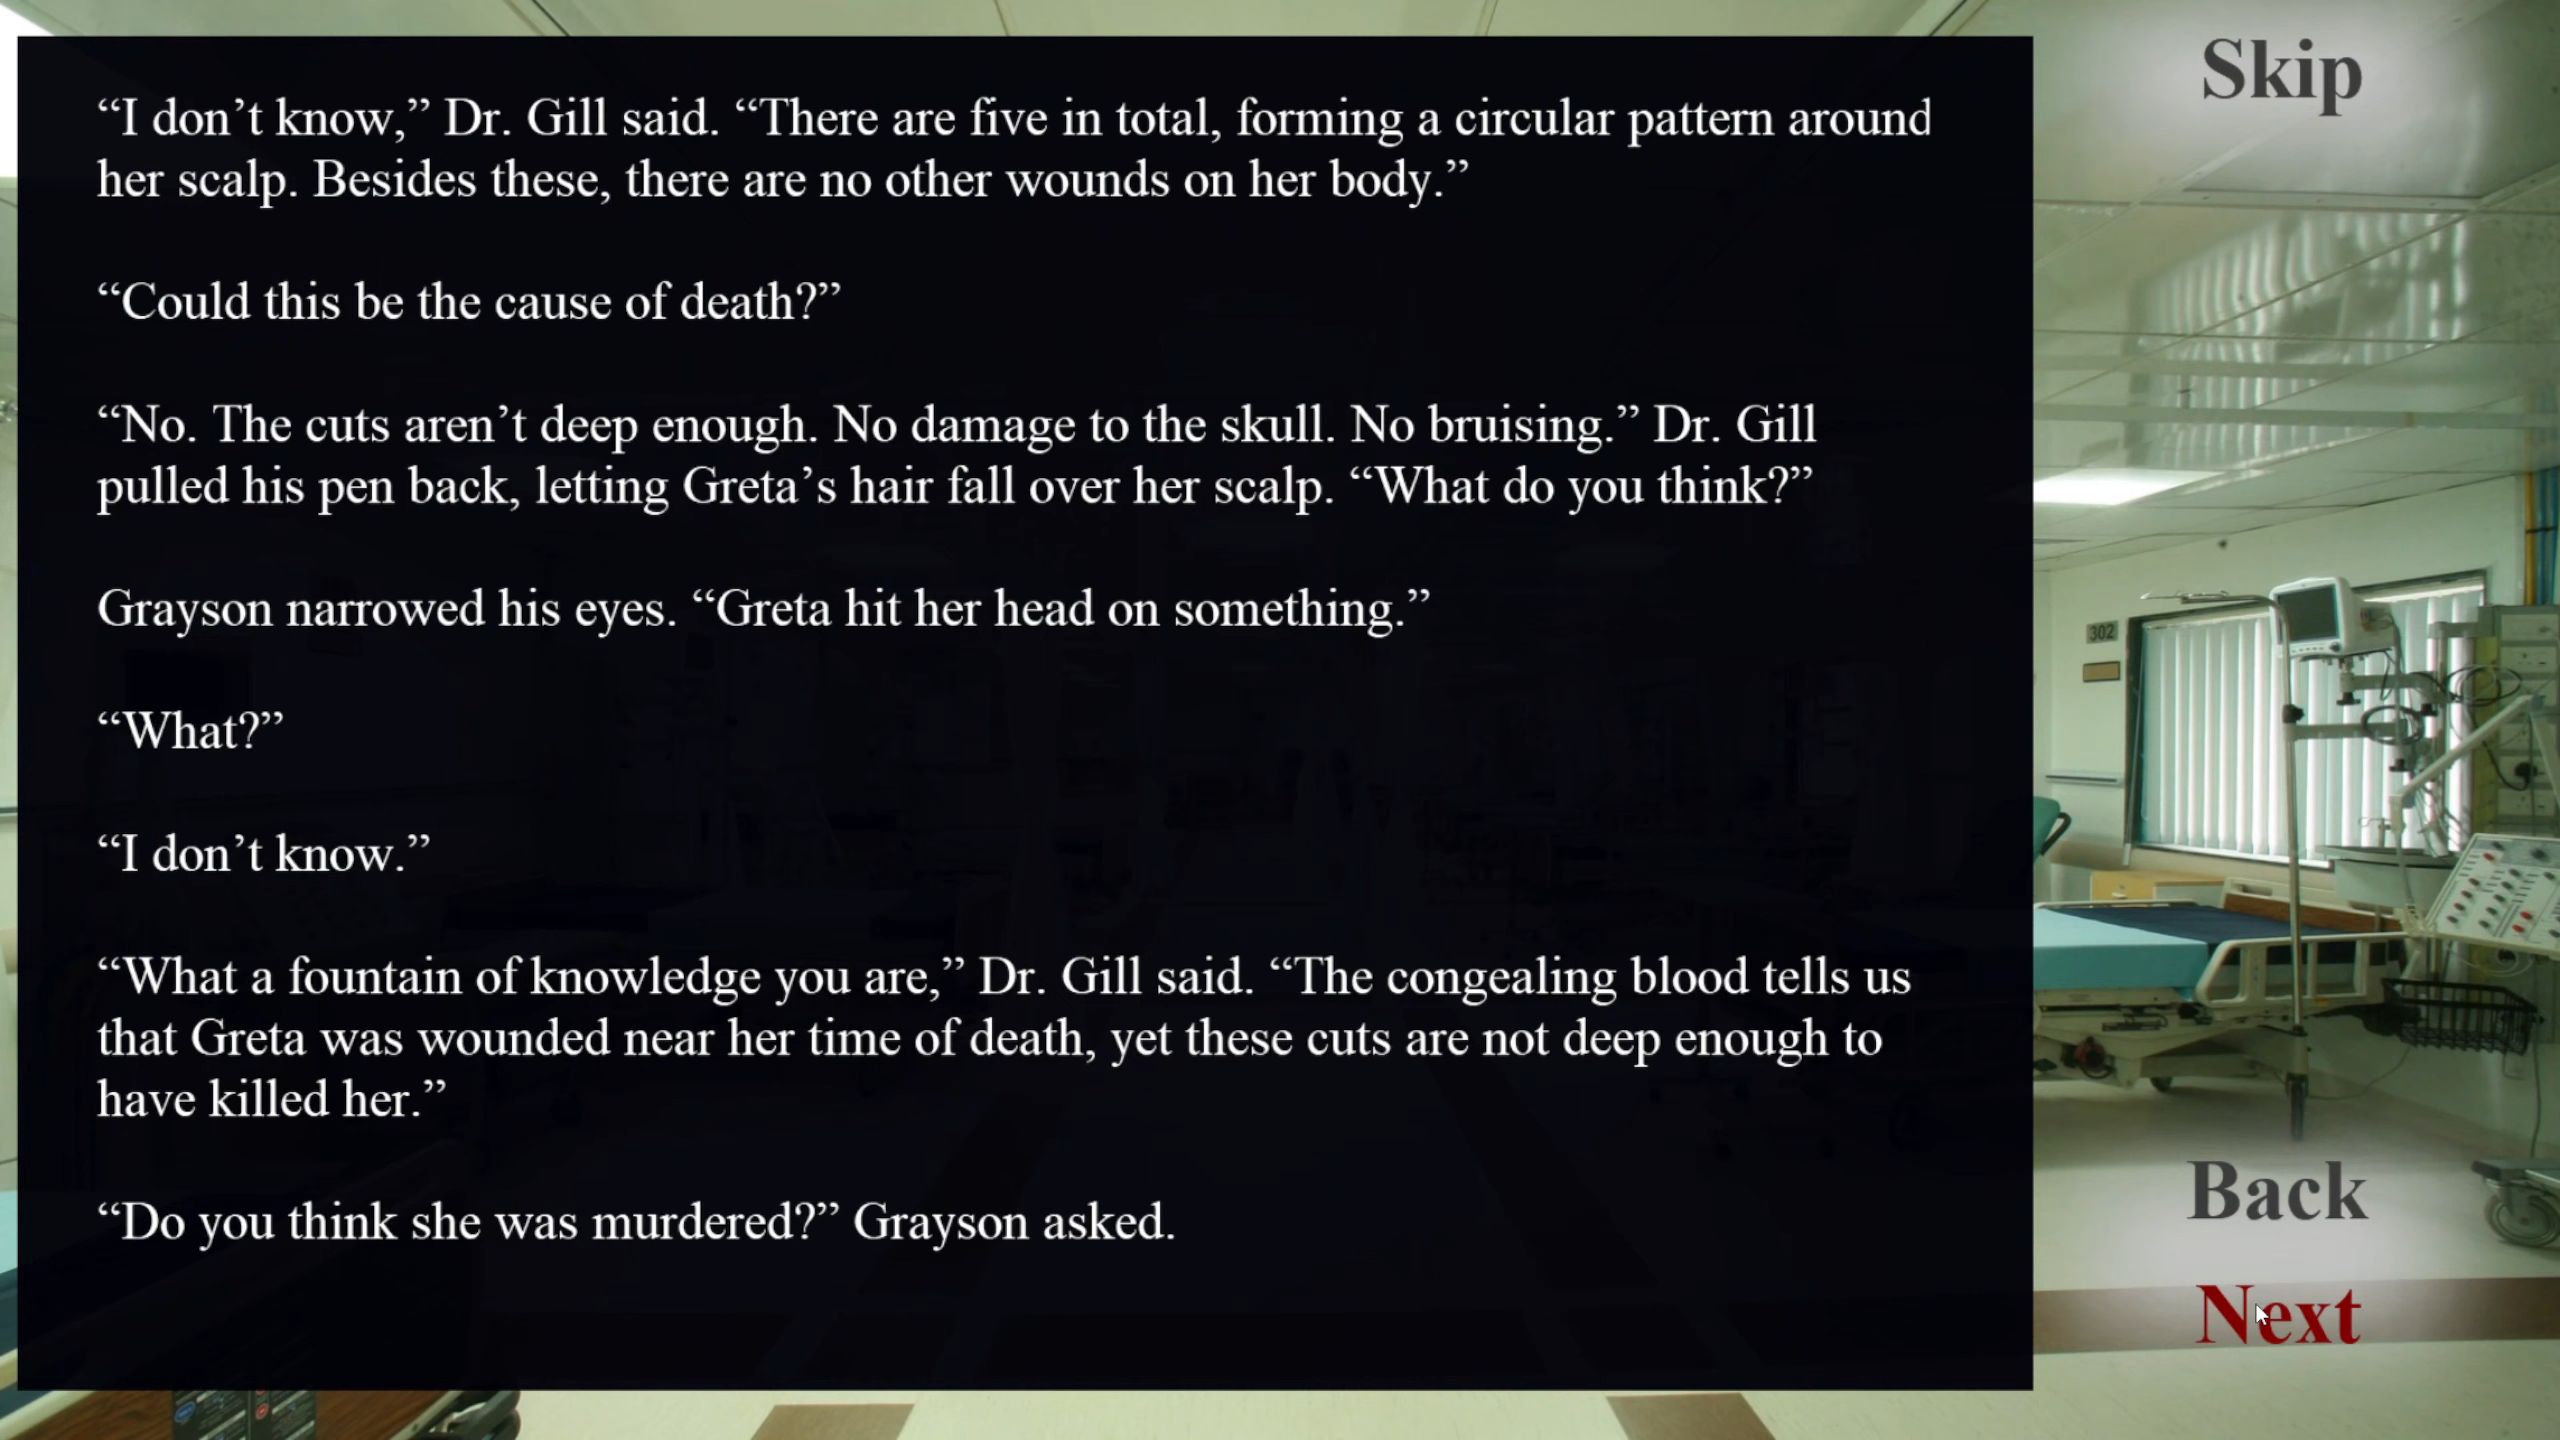 Skip
“I don’t know,” Dr. Gill said. “There are five in total, forming a circular pattern around
her scalp. Besides these, there are no other wounds on her body.”
“Could this be the cause of death?”
“No. The cuts aren’t deep enough. No damage to the skull. No bruising.” Dr. Gill
pulled his pen back, letting Greta’s hair fall over her scalp. “What do you think?”
Grayson narrowed his eyes. “Greta hit her head on something.”
“What?”
“I don’t know.”
“What a fountain of knowledge you are,” Dr. Gill said. “The congealing blood tells us
that Greta was wounded near her time of death, yet these cuts are not deep enough to
have killed her.”
“Do you think she was murdered?” Grayson asked.
302
Back
Next